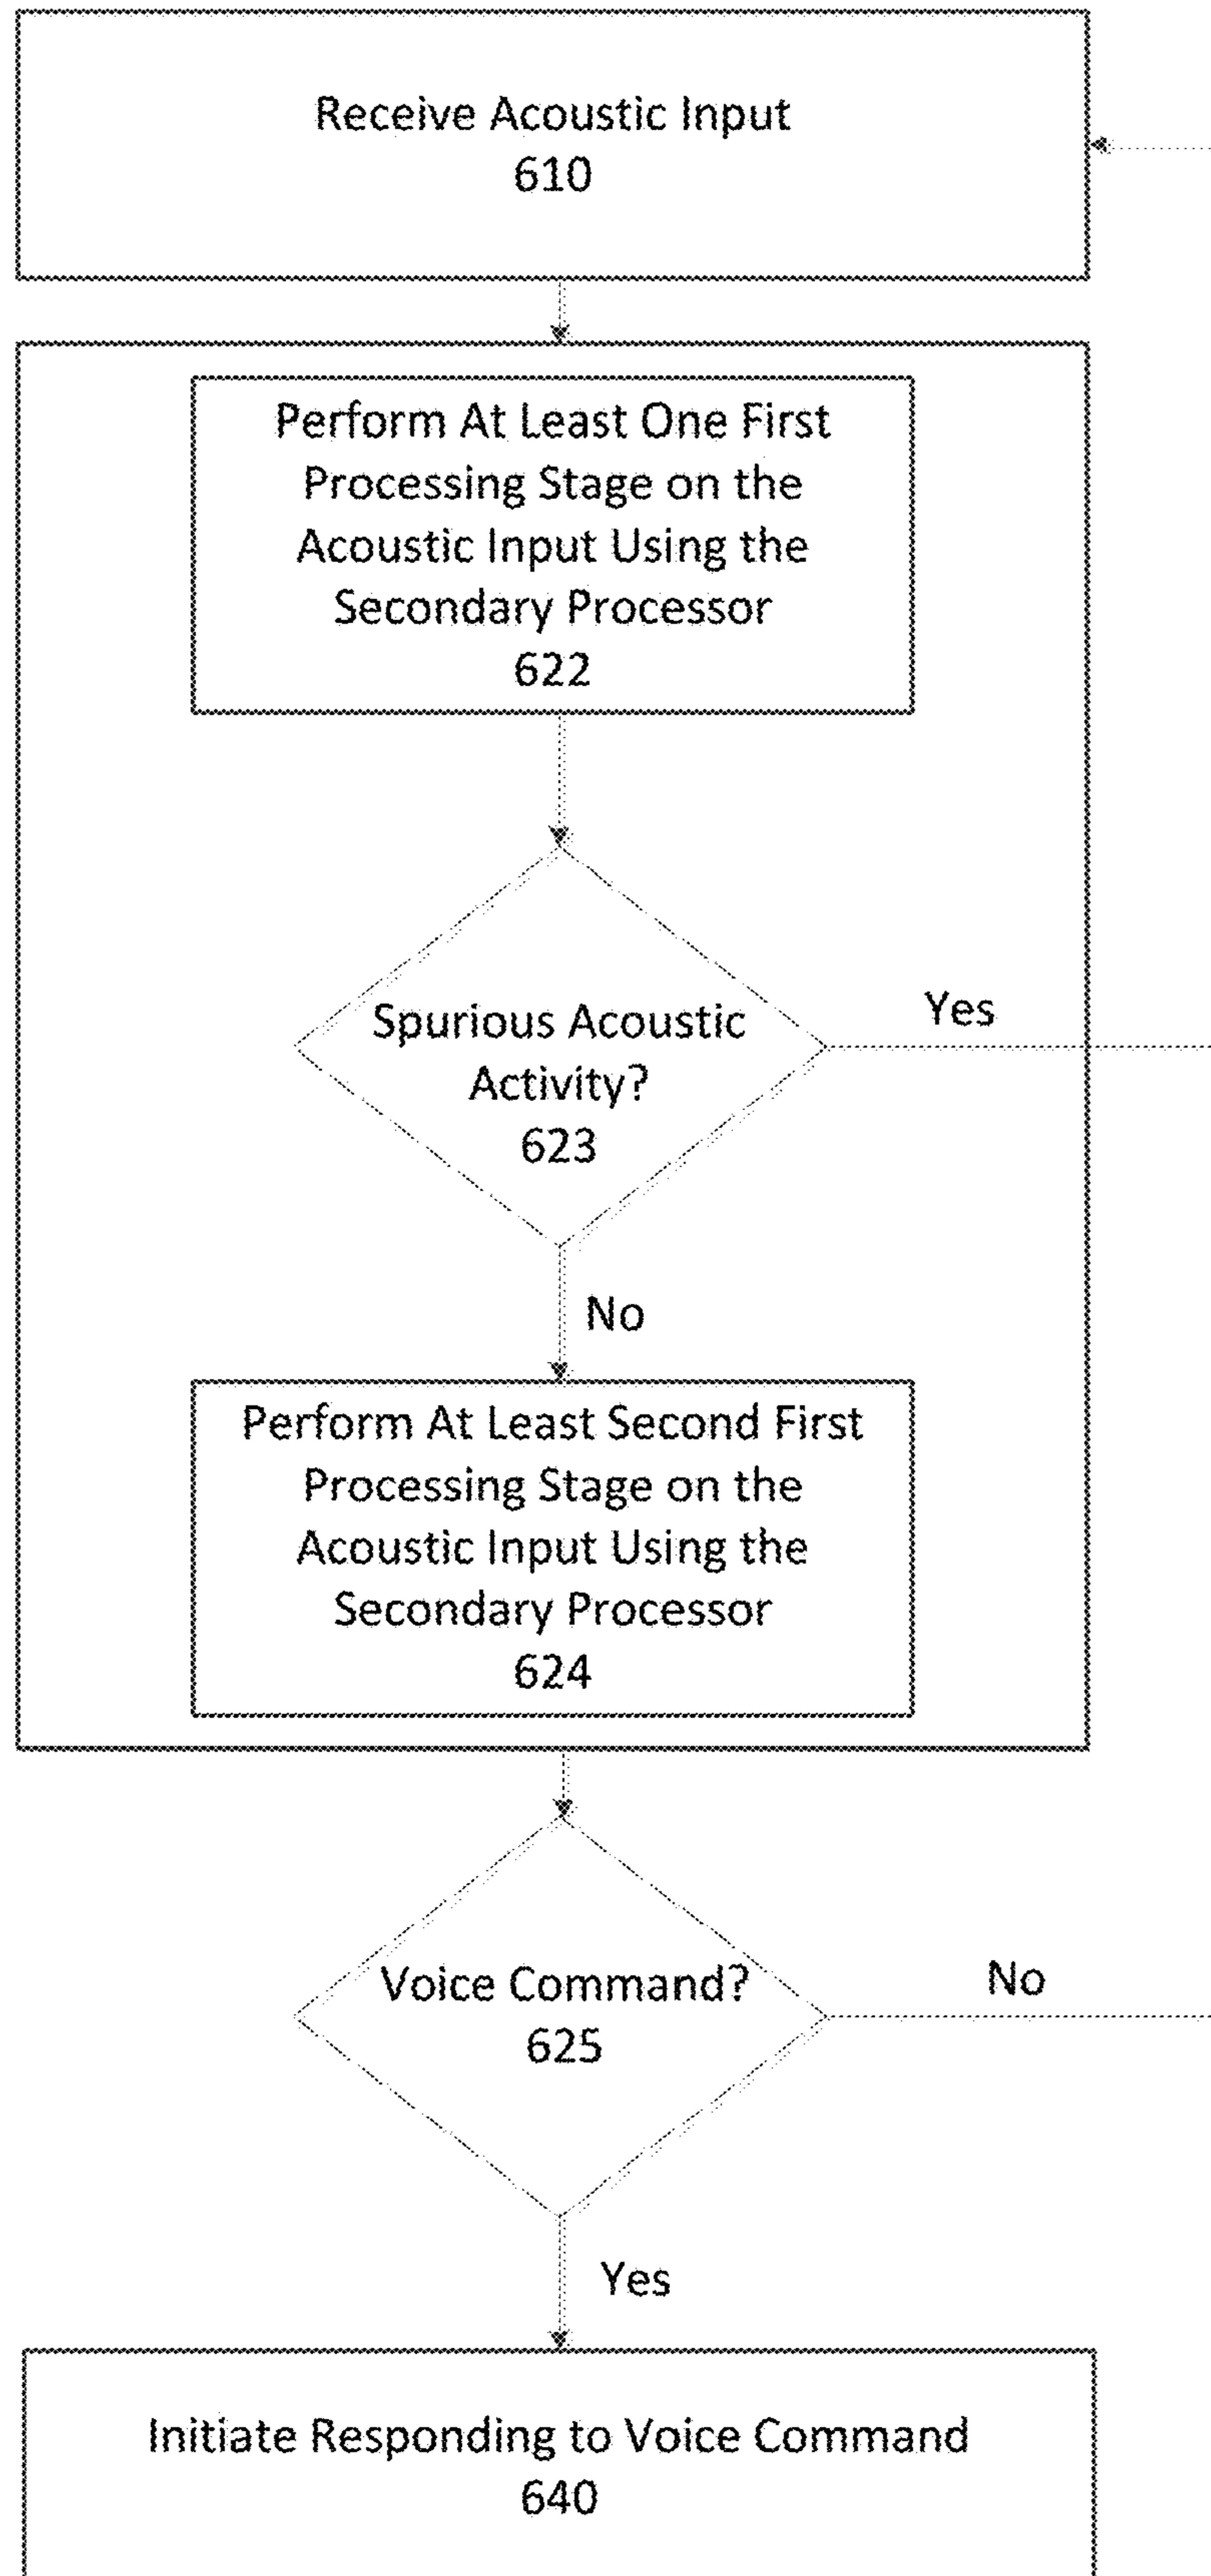 Receive Acoustic Input
610
Perform At Least One First
Processing Stage on the
Acoustic Input Using the
Secondary Processor
622
Spurious Acoustic
Activity?
623
Yes
No
Perform At Least Second First
Processing Stage on the
Acoustic Input Using the
Secondary Processor
624
Voice Command?
625
No
Yes
Initiate Responding to Voice Command
640